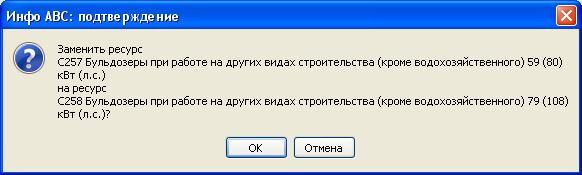 Инфо АВС: подтверждение
Заменить ресурс
С257 Бульдозеры при работе на других видах строительства (кроме водохозяйственного) 59 (80)
кВт (л.с.)
на ресурс
С258 Бульдозеры при работе на других видах строительства (кроме водохозяйственного) 79 (108)
кВт (л.с.)?
ОК
Отмена